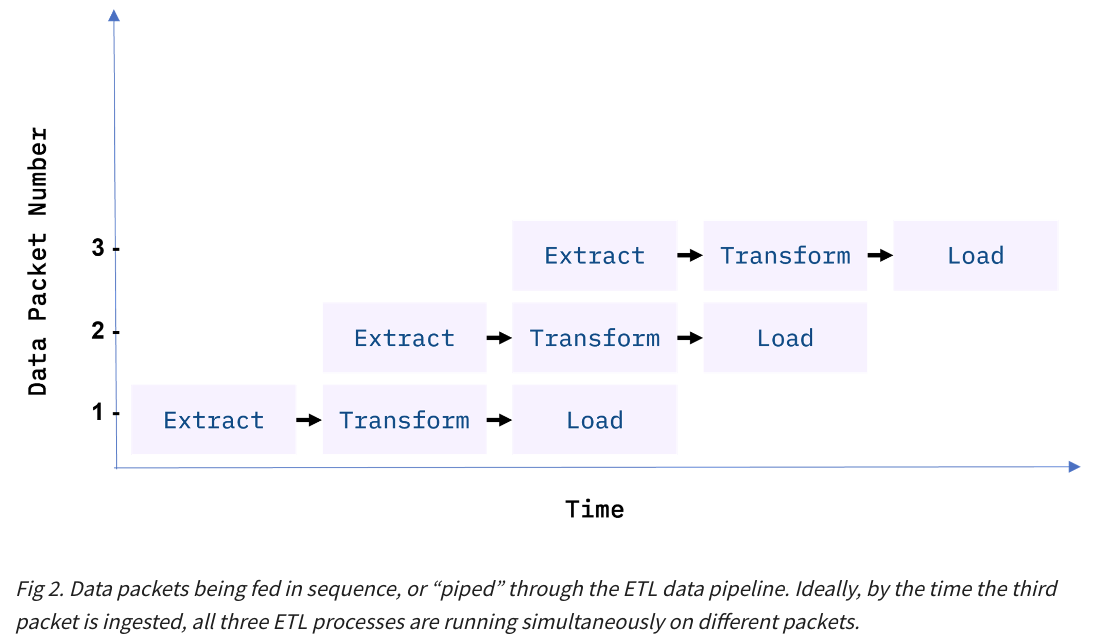 Data Packet Number
3
Extract Transform Load
2
Extract Transform Load
1
Extract Transform Load
Time
Fig 2. Data packets being fed in sequence, or “piped” through the ETL data pipeline. Ideally, by the time the third
packet is ingested, all three ETL processes are running simultaneously on different packets.